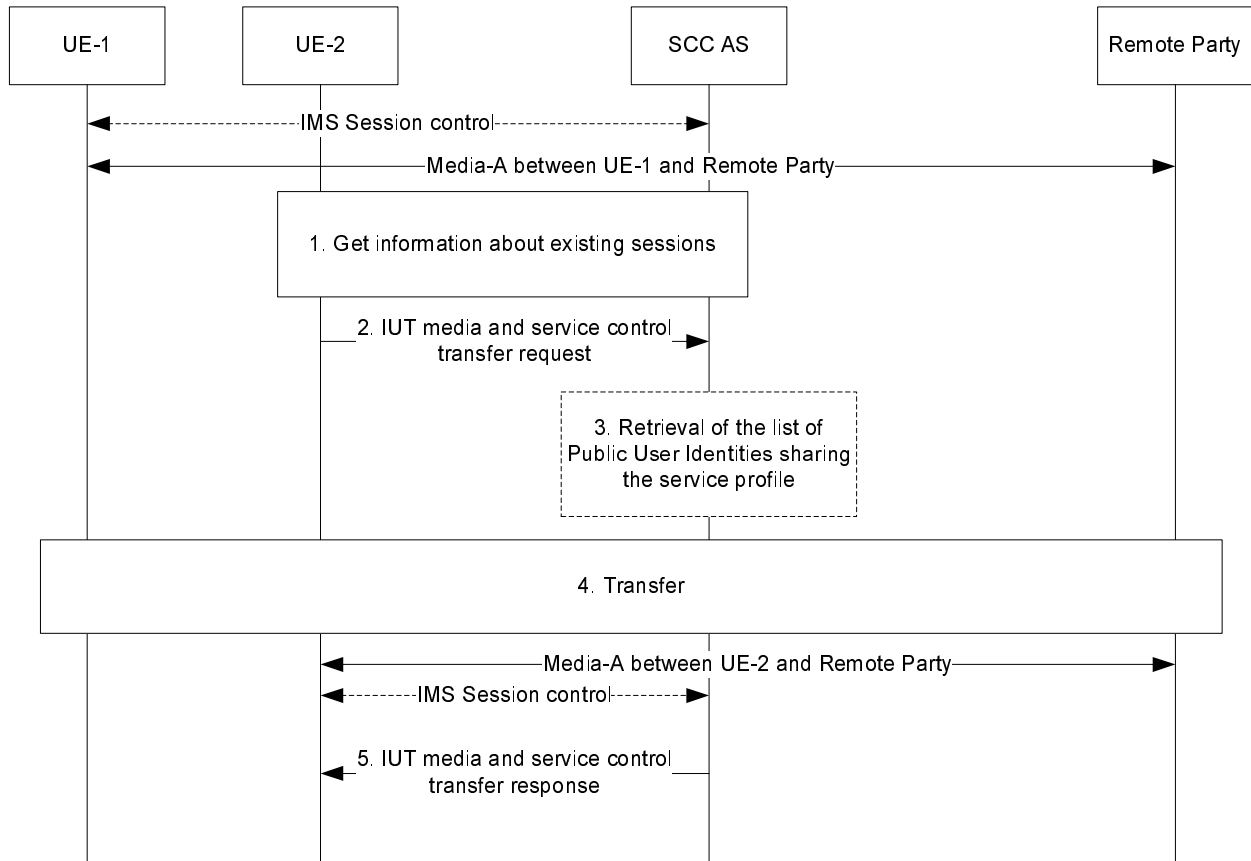 UE-1
UE-2
SCC AS
Remote Party
IMS Session control
Media-A between UE-1 and Remote Party
1. Get information about existing sessions
2. IUT media and service control
transfer request
3. Retrieval of the list of
Public User Identities sharing
the service profile
4. Transfer
Media-A between UE-2 and Remote Party
IMS Session control
5. IUT media and service control
transfer response